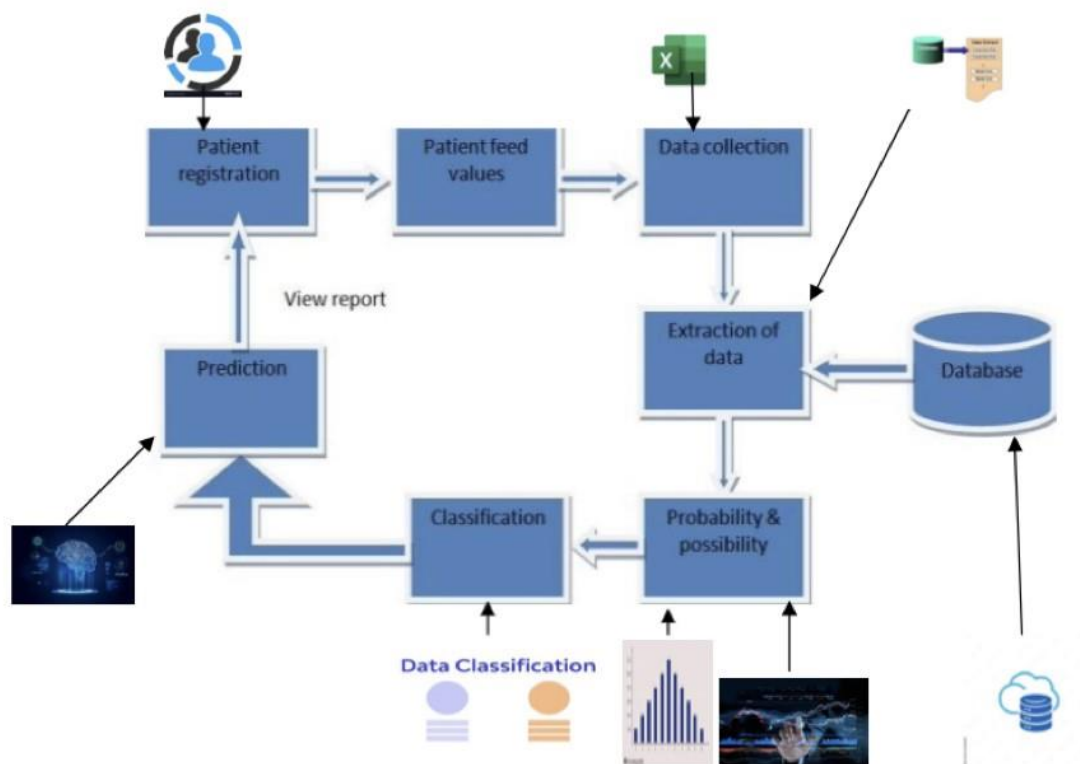 X
Patient
registration
Patient feed
values
Data collection
View report
Extraction of
data
Database
Prediction
Classification
Probability &
possibility
Data Classification